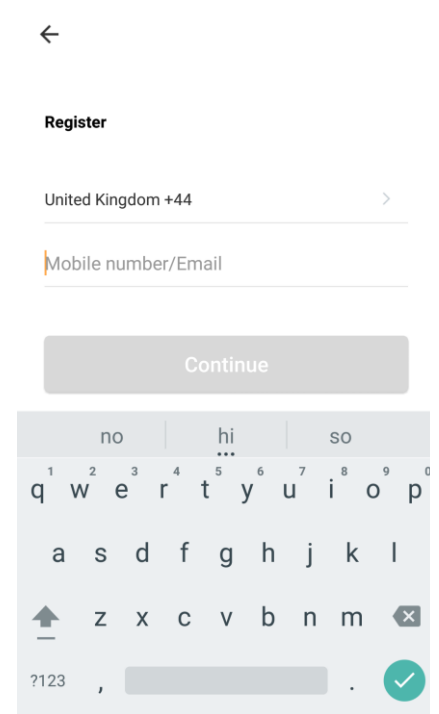 Register
United Kingdom +44
Mobile number/Email
Continue
no hi so
1 2 3 4 5 6 7 8 9 0
q w e r t y u i o p
a s d f g h j k l
z x c v b n m
?123 , .